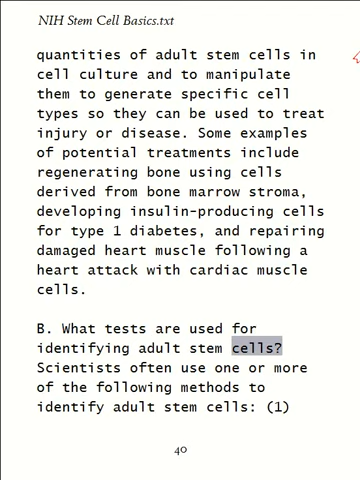 NIH Stem Cell Basics.txt
quantities of adult stem cells in
cell culture and to manipulate
them to generate specific cell
types so they can be used to treat
injury or disease. Some examples
of potential treatments include
regenerating bone using cells
derived from bone marrow stroma,
developing insulin-producing cells
for type 1 diabetes, and repairing
damaged heart muscle following a
heart attack with cardiac muscle
cells.
B. What tests are used for
identifying adult stem cells?
Scientists often use one or more
of the following methods to
identify adult stem cells: (1)
40